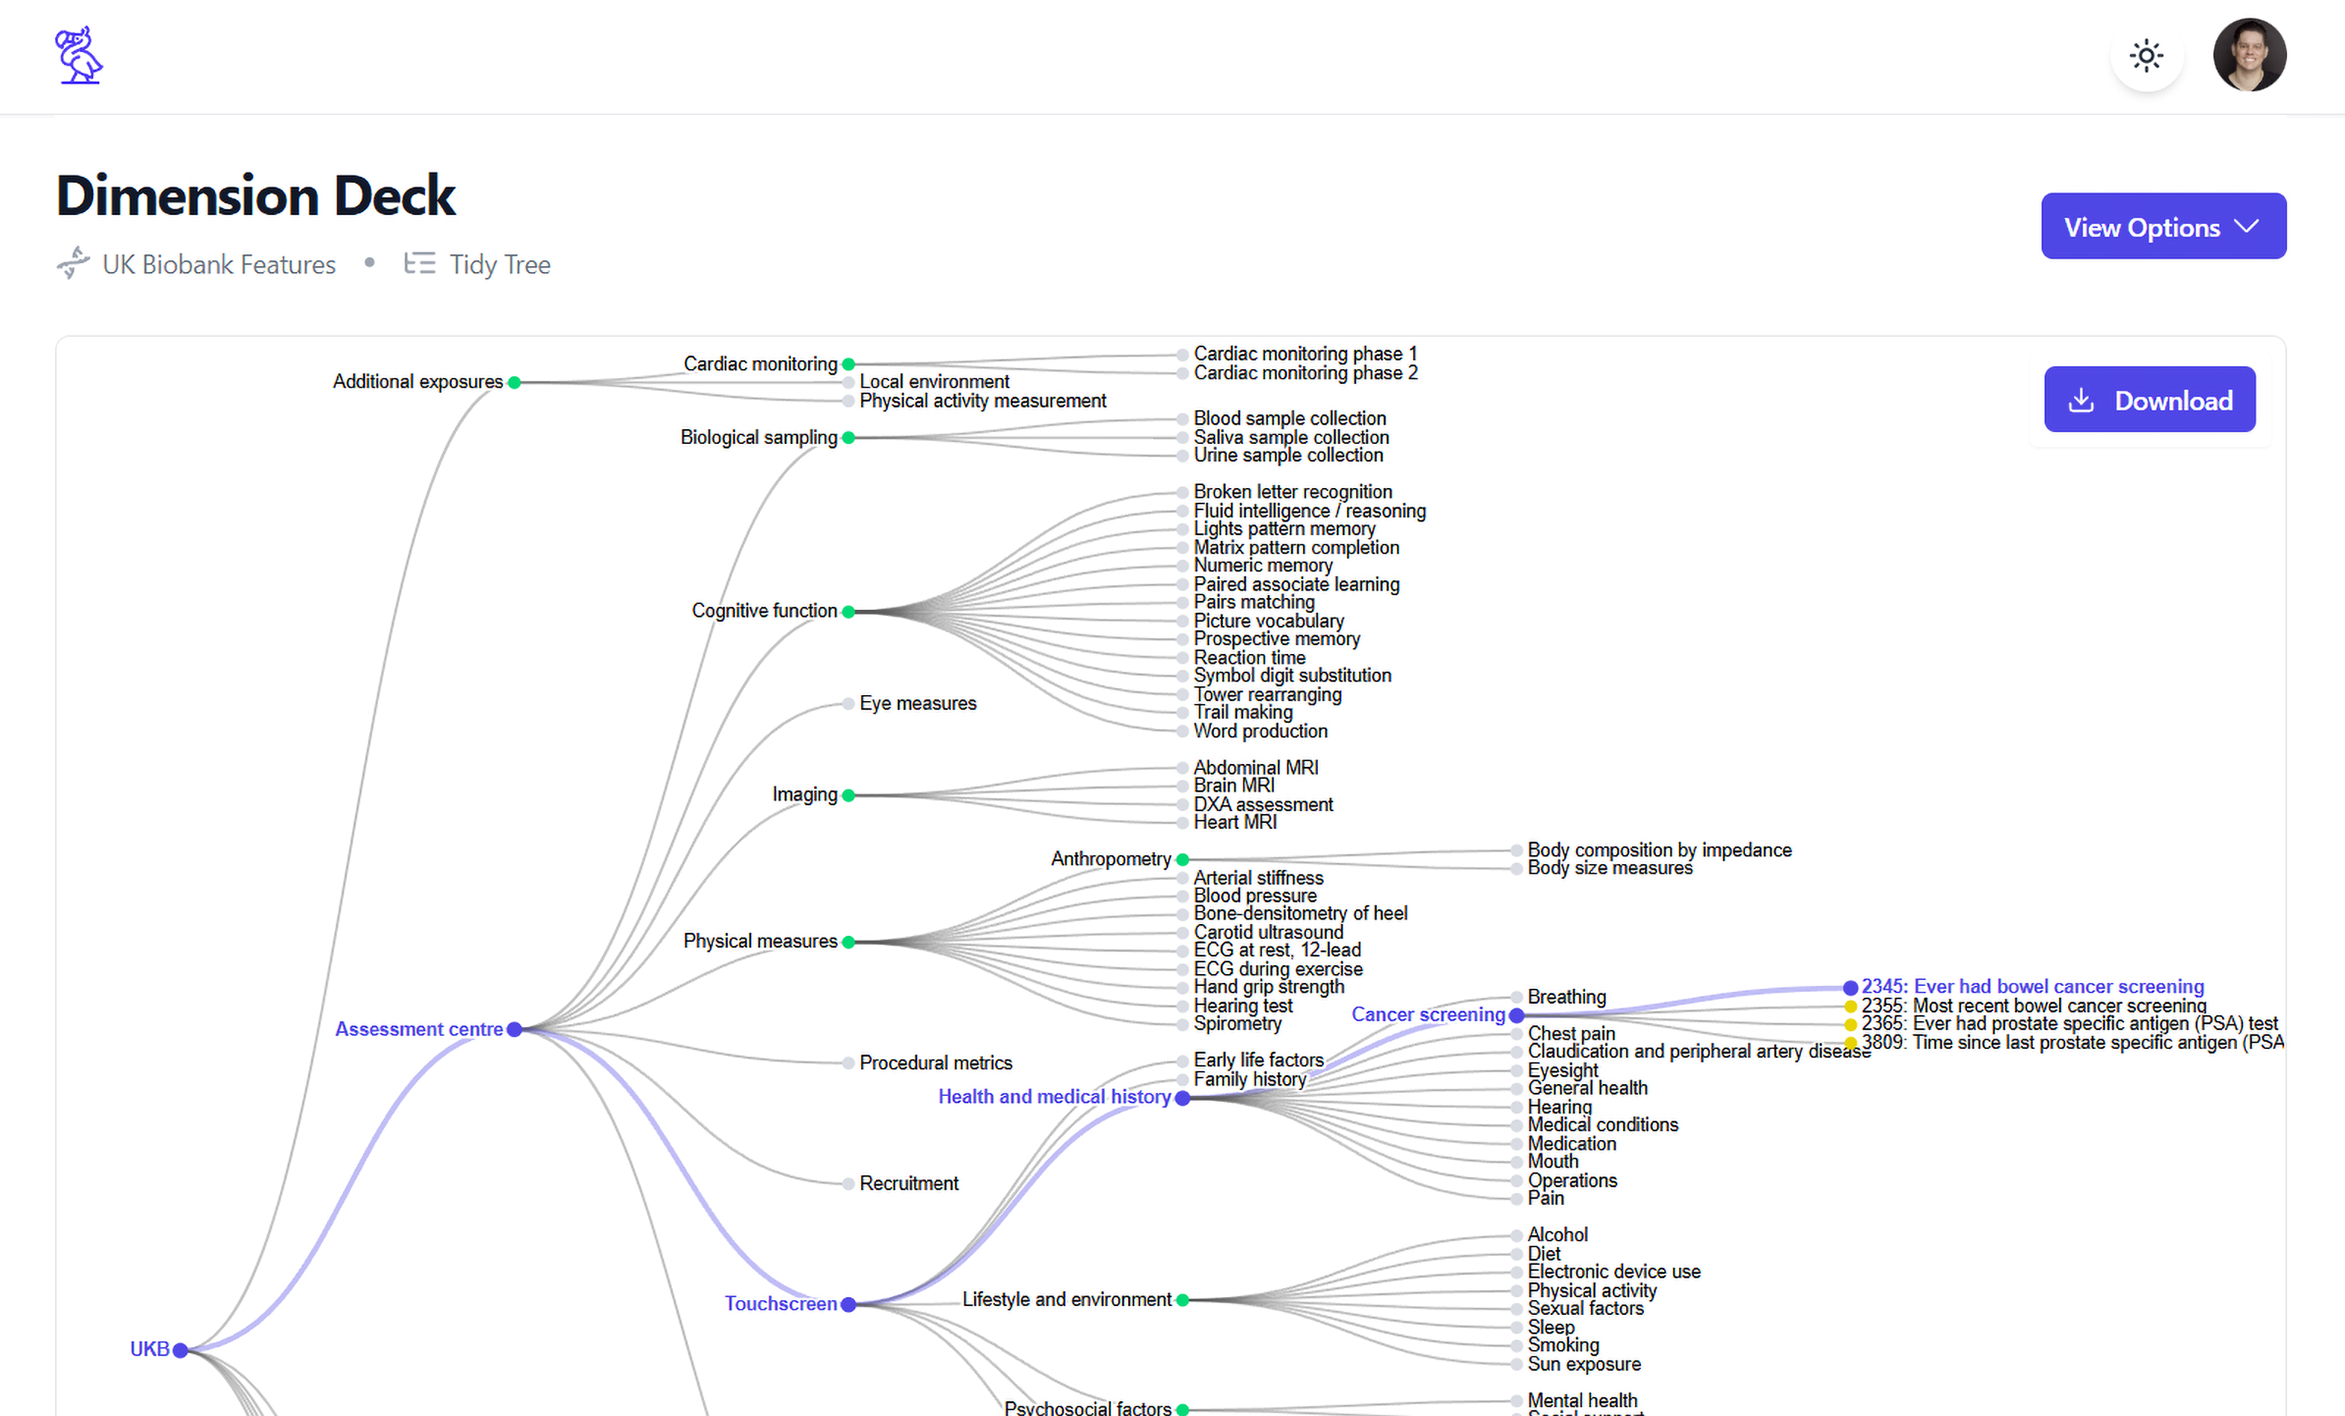 Dimension Deck
View Options
UK Biobank Features • Tidy Tree
Download
Cardiac monitoring
Cardiac monitoring phase 1
Cardiac monitoring phase 2
Additional exposures
Local environment
Physical activity measurement
Biological sampling
Blood sample collection
Saliva sample collection
Urine sample collection
Broken letter recognition
Fluid intelligence / reasoning
Lights pattern memory
Matrix pattern completion
Numeric memory
Paired associate learning
Pairs matching
Cognitive function
Picture vocabulary
Prospective memory
Reaction time
Symbol digit substitution
Tower rearranging
Trail making
Word production
Eye measures
Abdominal MRI
Brain MRI
Imaging
DXA assessment
Heart MRI
Anthropometry
Body composition by impedance
Body size measures
Arterial stiffness
Blood pressure
Bone-densitometry of heel
Carotid ultrasound
Physical measures
ECG at rest, 12-lead
ECG during exercise
Hand grip strength
Hearing test
Spirometry
Assessment centre
Breathing
Cancer screening
2345: Ever had bowel cancer screening
2355: Most recent bowel cancer screening
2365: Ever had prostate specific antigen (PSA) test
3809: Time since last prostate specific antigen (PSA
Chest pain
Claudication and peripheral artery disease
Procedural metrics
Early life factors
Family history
Health and medical history
Eyesight
General health
Hearing
Medical conditions
Medication
Mouth
Operations
Pain
Recruitment
Touchscreen
Lifestyle and environment
Alcohol
Diet
Electronic device use
Physical activity
Sexual factors
Sleep
Smoking
Sun exposure
UKB
Psychosocial factors
Mental health
Social support